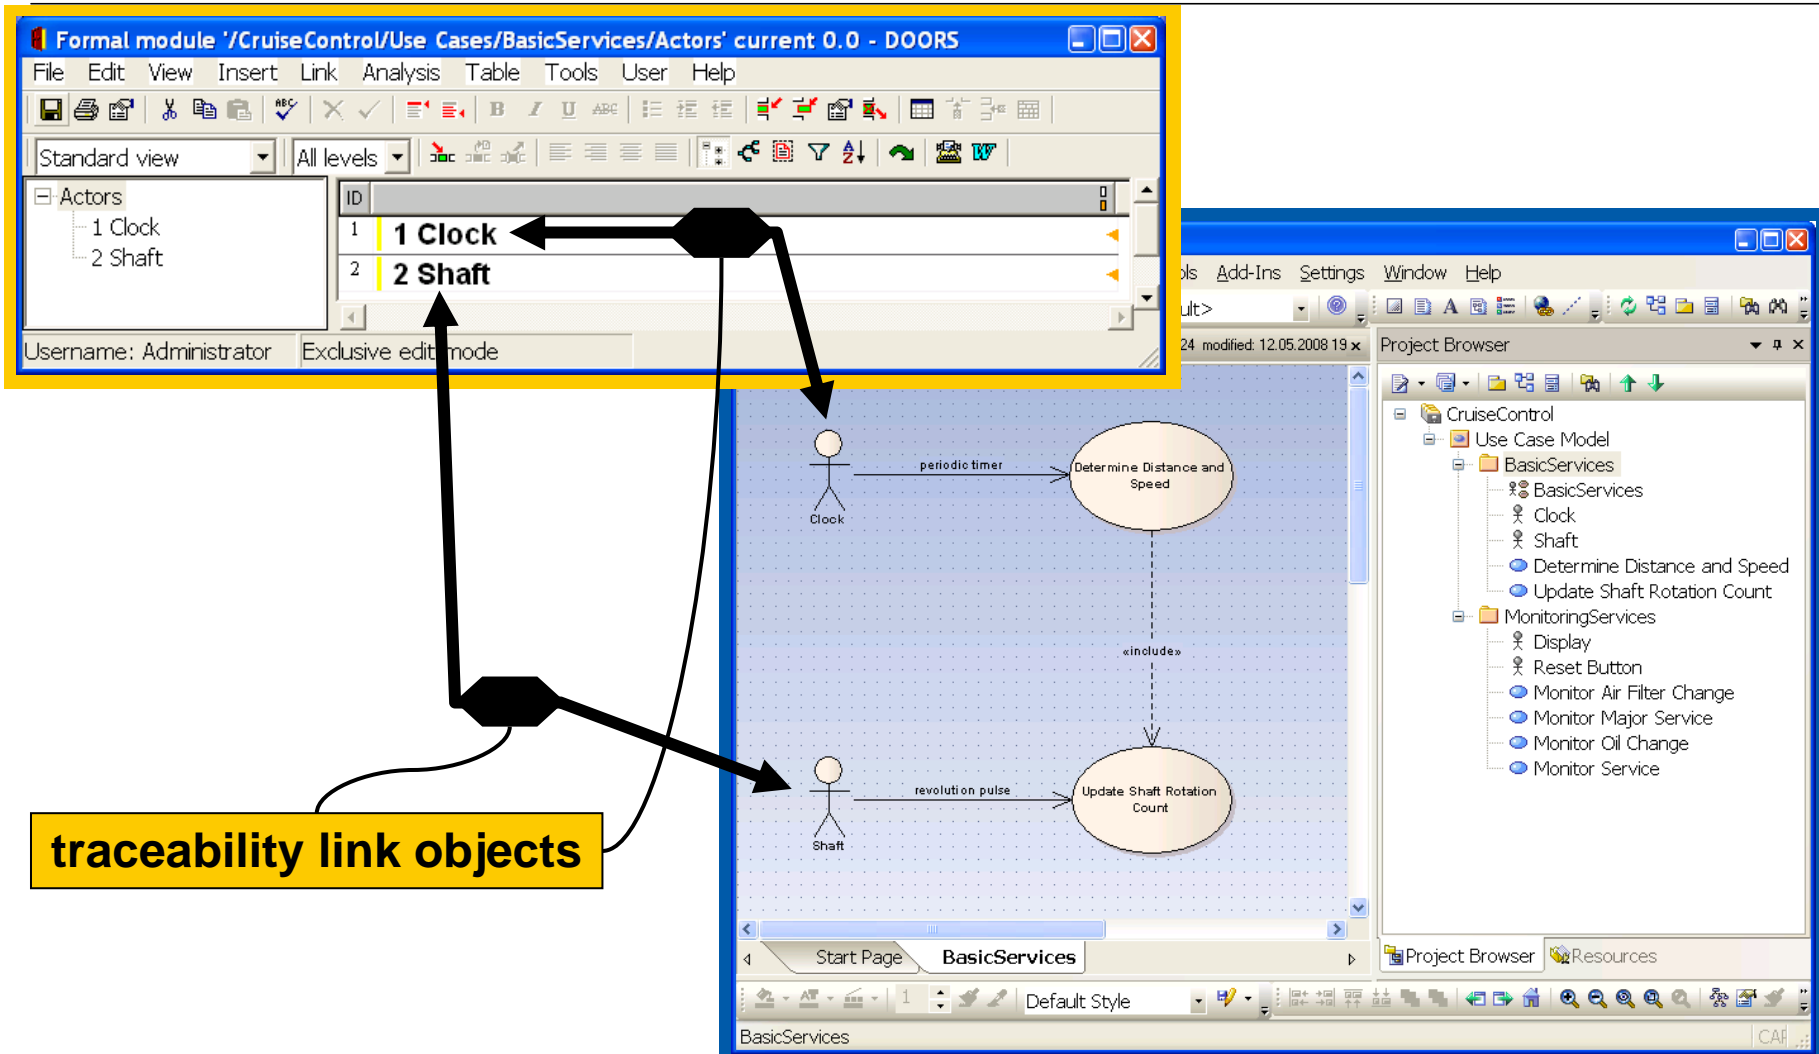 Formal module '/CruiseControl/Use Cases/BasicServices/Actors' current 0.0 - DOORS
File Edit View Insert Link Analysis Table Tools User Help
Standard view All levels
Actors
1 Clock
2 Shaft
ID
1 1 Clock
2 2 Shaft
Username: Administrator Exclusive edit mode
Add-Ins Settings Window Help
24 modified: 12.05.2008 19
periodic timer
Determine Distance and
Speed
Clock
«include»
revolution pulse
Update Shaft Rotation
Count
Shaft
traceability link objects
Start Page BasicServices
1 Default Style
BasicServices
Project Browser
CruiseControl
Use Case Model
BasicServices
BasicServices
Clock
Shaft
Determine Distance and Speed
Update Shaft Rotation Count
MonitoringServices
Display
Reset Button
Monitor Air Filter Change
Monitor Major Service
Monitor Oil Change
Monitor Service
Project Browser Resources